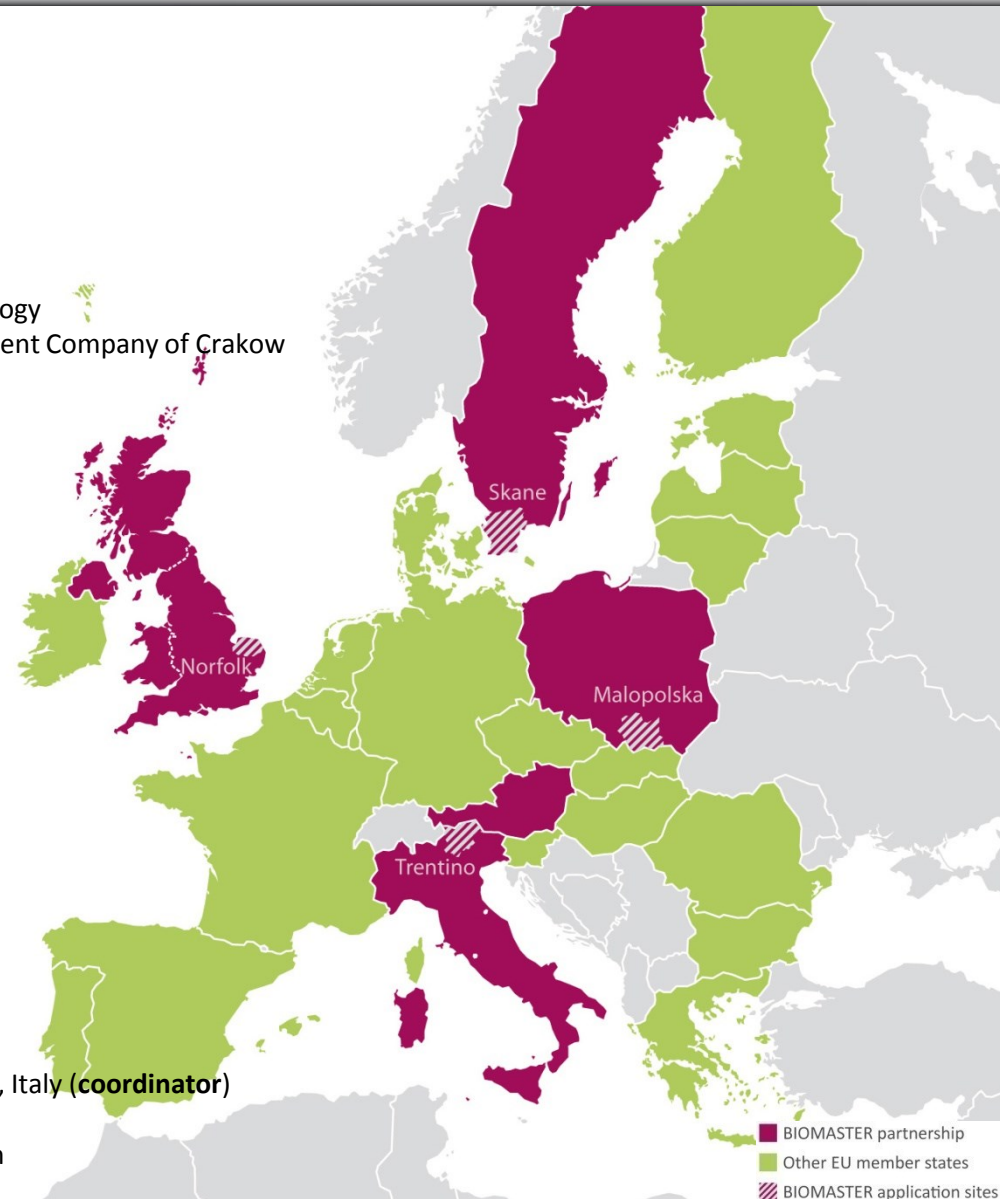 ogy
ent Company of Crakow
Skane
Norfolk
Malopolska
Trentino
, Italy (coordinator)
n
BIOMASTER partnership
Other EU member states
BIOMASTER application sites